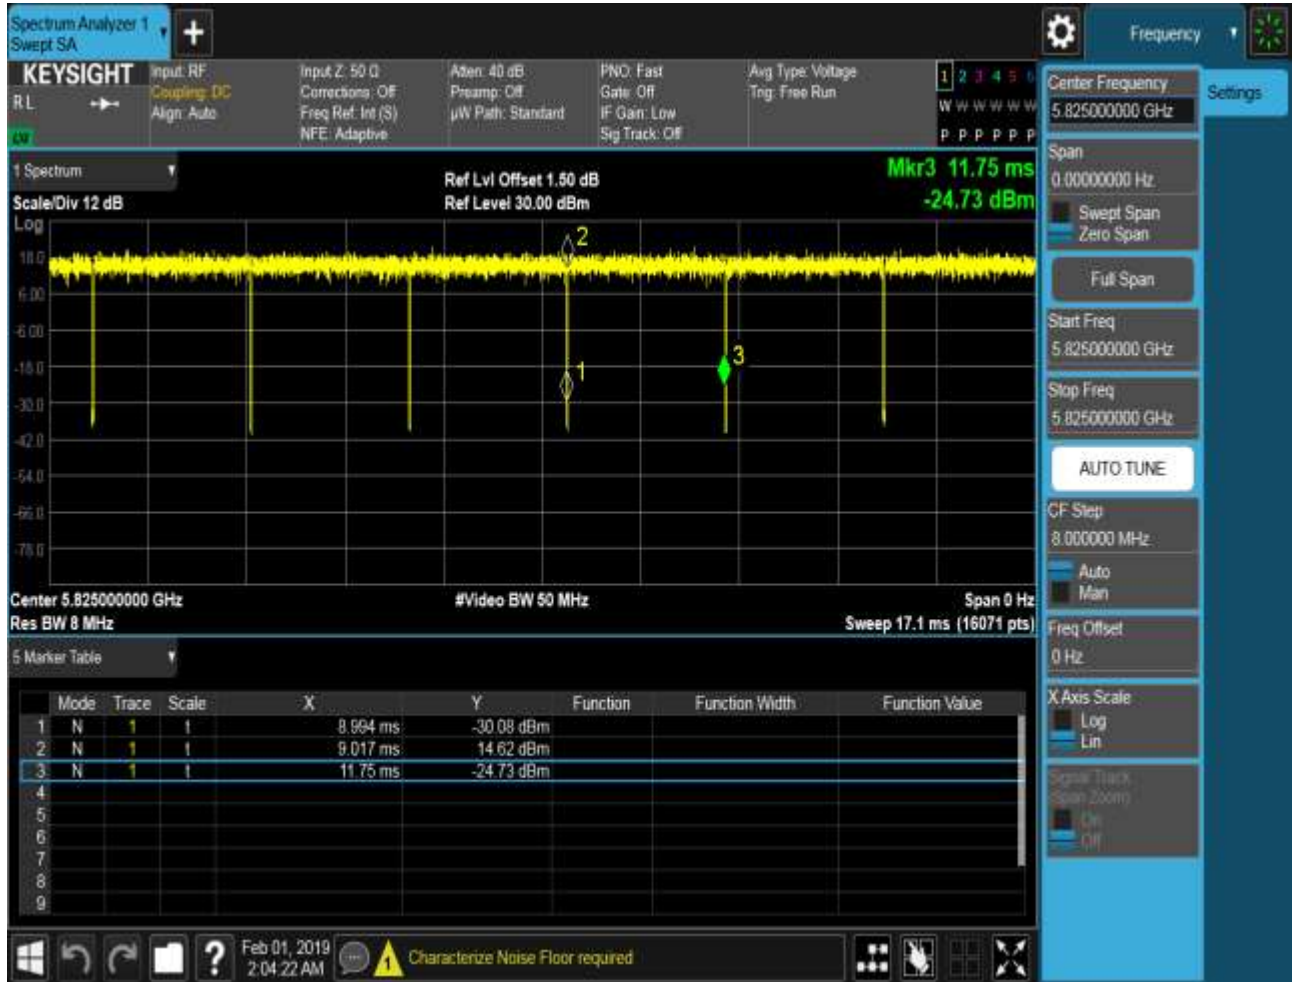 Spectrum Analyzer 1
Swept SA
+
Frequency
KEYSIGHT
RL
Input: RF
Coupling: DC
Align: Auto
Input Z: 50 Ω
Corrections: Off
Freq Ref: Int (S)
NFE: Adaptive
Atten: 40 dB
Preamp: Off
µW Path: Standard
PNO: Fast
Gate: Off
IF Gain: Low
Sig Track: Off
Avg Type: Voltage
Trig: Free Run
1 2 3 4 5 6
W W W W W W
P P P P P P
1 Spectrum
Scale/Div 12 dB
Ref Lvl Offset 1.50 dB
Ref Level 30.00 dBm
Mkr3 11.75 ms
-24.73 dBm
Log
18.0
6.00
-6.00
-18.0
-30.0
-42.0
-54.0
-66.0
-78.0
2
1
3
Center 5.825000000 GHz
#Video BW 50 MHz
Span 0 Hz
Res BW 8 MHz
Sweep 17.1 ms (16071 pts)
5 Marker Table
Mode Trace Scale X Y Function Function Width Function Value
1 N 1 t 8.994 ms -30.08 dBm
2 N 1 t 9.017 ms 14.62 dBm
3 N 1 t 11.75 ms -24.73 dBm
4
5
6
7
8
9
Center Frequency
5.825000000 GHz
Settings
Span
0.00000000 Hz
Swept Span
Zero Span
Full Span
Start Freq
5.825000000 GHz
Stop Freq
5.825000000 GHz
AUTO TUNE
CF Step
8.000000 MHz
Auto
Man
Freq Offset
0 Hz
X Axis Scale
Log
Lin
Signal Track
(Span Zoom)
On
Off
?
Feb 01, 2019
2:04:22 AM
1
Characterize Noise Floor required